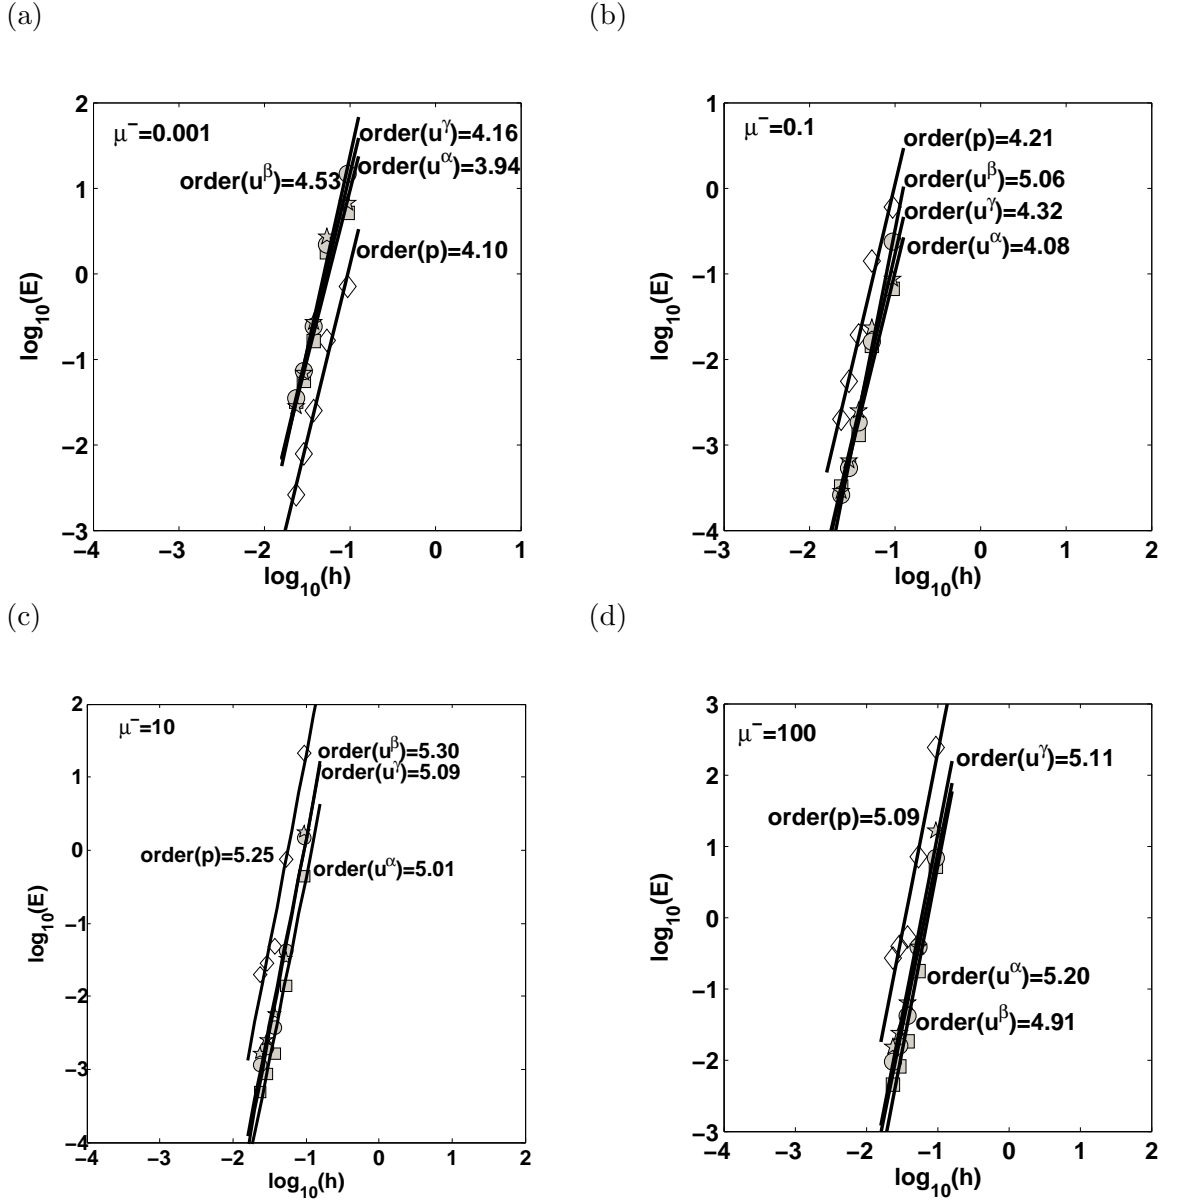 (a)
μ⁻=0.001
order(u^γ)=4.16
order(u^α)=3.94
order(u^β)=4.53
order(p)=4.10
2
1
0
−1
−2
−3
−4 −3 −2 −1 0 1
log₁₀(E)
log₁₀(h)
(b)
μ⁻=0.1
order(p)=4.21
order(u^β)=5.06
order(u^γ)=4.32
order(u^α)=4.08
1
0
−1
−2
−3
−4
−3 −2 −1 0 1 2
log₁₀(E)
log₁₀(h)
(c)
μ⁻=10
order(u^β)=5.30
order(u^γ)=5.09
order(p)=5.25
order(u^α)=5.01
2
1
0
−1
−2
−3
−4
−4 −3 −2 −1 0 1 2
log₁₀(E)
log₁₀(h)
(d)
μ⁻=100
order(u^γ)=5.11
order(p)=5.09
order(u^α)=5.20
order(u^β)=4.91
3
2
1
0
−1
−2
−3
−4 −3 −2 −1 0 1 2
log₁₀(E)
log₁₀(h)